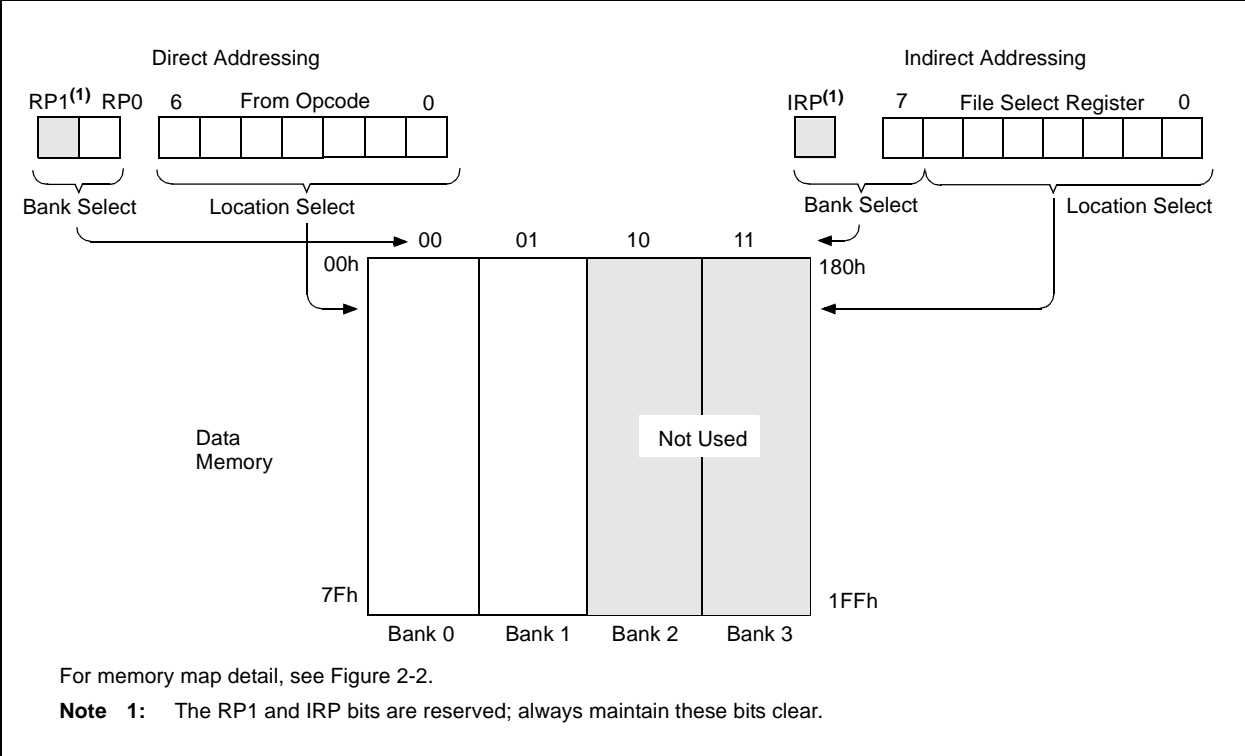 Direct Addressing
Indirect Addressing
RP1(1) RP0 6 From Opcode 0
IRP(1) 7 File Select Register 0
Bank Select Location Select
Bank Select Location Select
00 01 10 11
00h
180h
Data
Memory
Not Used
7Fh
1FFh
Bank 0 Bank 1 Bank 2 Bank 3
For memory map detail, see Figure 2-2.
Note 1: The RP1 and IRP bits are reserved; always maintain these bits clear.